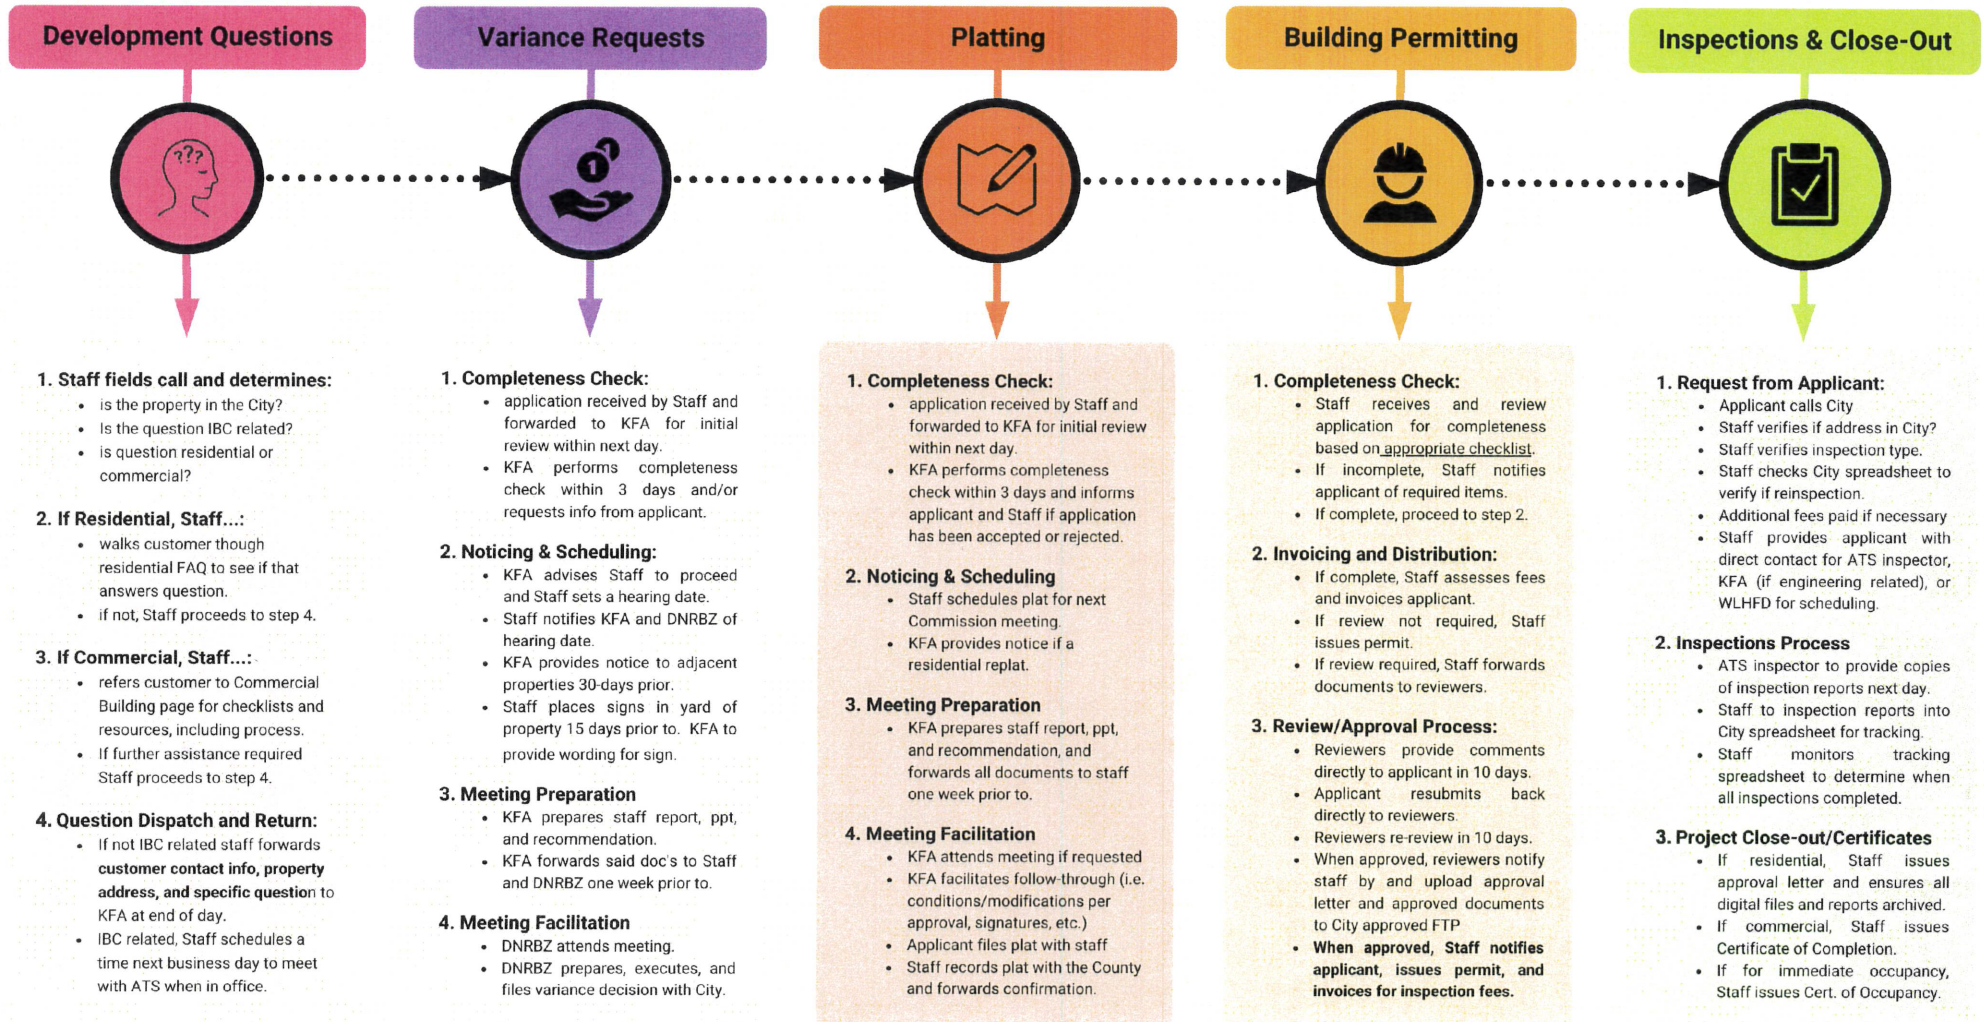 Development Questions
Variance Requests
Platting
Building Permitting
Inspections & Close-Out
???
1
1
1. Staff fields call and determines:
• is the property in the City?
• Is the question IBC related?
• is question residential or
commercial?
2. If Residential, Staff...:
• walks customer though
residential FAQ to see if that
answers question.
• if not, Staff proceeds to step 4.
3. If Commercial, Staff...:
• refers customer to Commercial
Building page for checklists and
resources, including process.
• If further assistance required
Staff proceeds to step 4.
4. Question Dispatch and Return:
• If not IBC related staff forwards
customer contact info, property
address, and specific question to
KFA at end of day.
• IBC related, Staff schedules a
time next business day to meet
with ATS when in office.
1. Completeness Check:
• application received by Staff and
forwarded to KFA for initial
review within next day.
• KFA performs completeness
check within 3 days and/or
requests info from applicant.
2. Noticing & Scheduling:
• KFA advises Staff to proceed
and Staff sets a hearing date.
• Staff notifies KFA and DNRBZ of
hearing date.
• KFA provides notice to adjacent
properties 30-days prior.
• Staff places signs in yard of
property 15 days prior to. KFA to
provide wording for sign.
3. Meeting Preparation
• KFA prepares staff report, ppt,
and recommendation.
• KFA forwards said doc's to Staff
and DNRBZ one week prior to.
4. Meeting Facilitation
• DNRBZ attends meeting.
• DNRBZ prepares, executes, and
files variance decision with City.
1. Completeness Check:
• application received by Staff and
forwarded to KFA for initial review
within next day.
• KFA performs completeness
check within 3 days and informs
applicant and Staff if application
has been accepted or rejected.
2. Noticing & Scheduling
• Staff schedules plat for next
Commission meeting.
• KFA provides notice if a
residential replat.
3. Meeting Preparation
• KFA prepares staff report, ppt,
and recommendation, and
forwards all documents to staff
one week prior to.
4. Meeting Facilitation
• KFA attends meeting if requested
• KFA facilitates follow-through (i.e.
conditions/modifications per
approval, signatures, etc.)
• Applicant files plat with staff
• Staff records plat with the County
and forwards confirmation.
1. Completeness Check:
• Staff receives and review
application for completeness
based on appropriate checklist.
• If incomplete, Staff notifies
applicant of required items.
• If complete, proceed to step 2.
2. Invoicing and Distribution:
• If complete, Staff assesses fees
and invoices applicant.
• If review not required, Staff
issues permit.
• If review required, Staff forwards
documents to reviewers.
3. Review/Approval Process:
• Reviewers provide comments
directly to applicant in 10 days.
• Applicant resubmits back
directly to reviewers.
• Reviewers re-review in 10 days.
• When approved, reviewers notify
staff by and upload approval
letter and approved documents
to City approved FTP
• When approved, Staff notifies
applicant, issues permit, and
invoices for inspection fees.
1. Request from Applicant:
• Applicant calls City
• Staff verifies if address in City?
• Staff verifies inspection type.
• Staff checks City spreadsheet to
verify if reinspection.
• Additional fees paid if necessary
• Staff provides applicant with
direct contact for ATS inspector,
KFA (if engineering related), or
WLHFD for scheduling.
2. Inspections Process
• ATS inspector to provide copies
of inspection reports next day.
• Staff to inspection reports into
City spreadsheet for tracking.
• Staff monitors tracking
spreadsheet to determine when
all inspections completed.
3. Project Close-out/Certificates
• If residential, Staff issues
approval letter and ensures all
digital files and reports archived.
• If commercial, Staff issues
Certificate of Completion.
• If for immediate occupancy,
Staff issues Cert. of Occupancy.